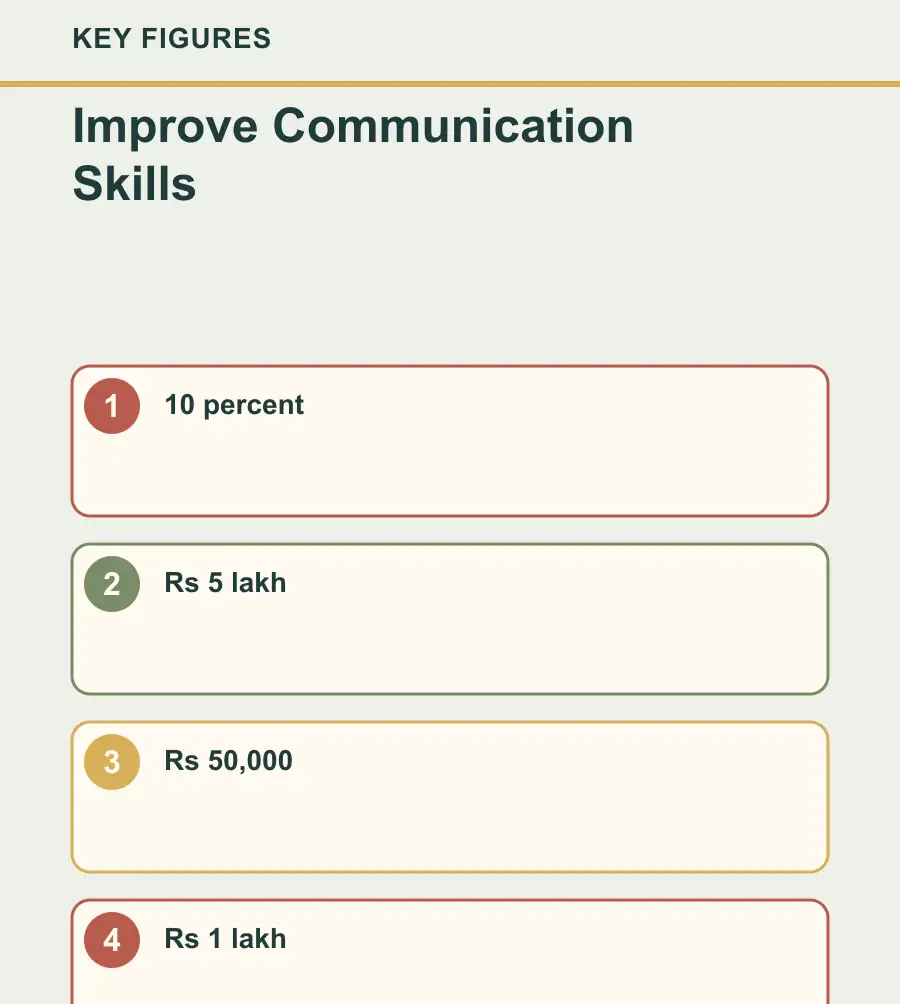 KEY FIGURES
Improve Communication
Skills
1 10 percent
2 Rs 5 lakh
3 Rs 50,000
4 Rs 1 lakh